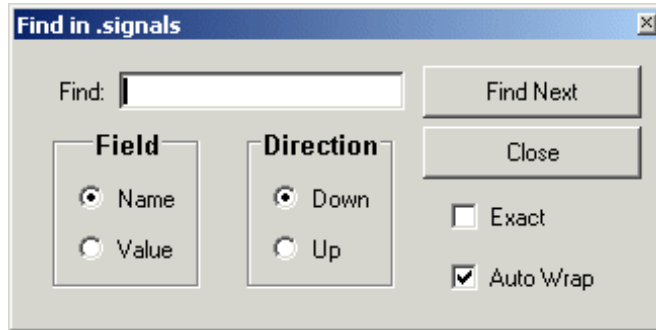 Find in .signals
Find:
Find Next
Close
Field
Name
Value
Direction
Down
Up
Exact
Auto Wrap